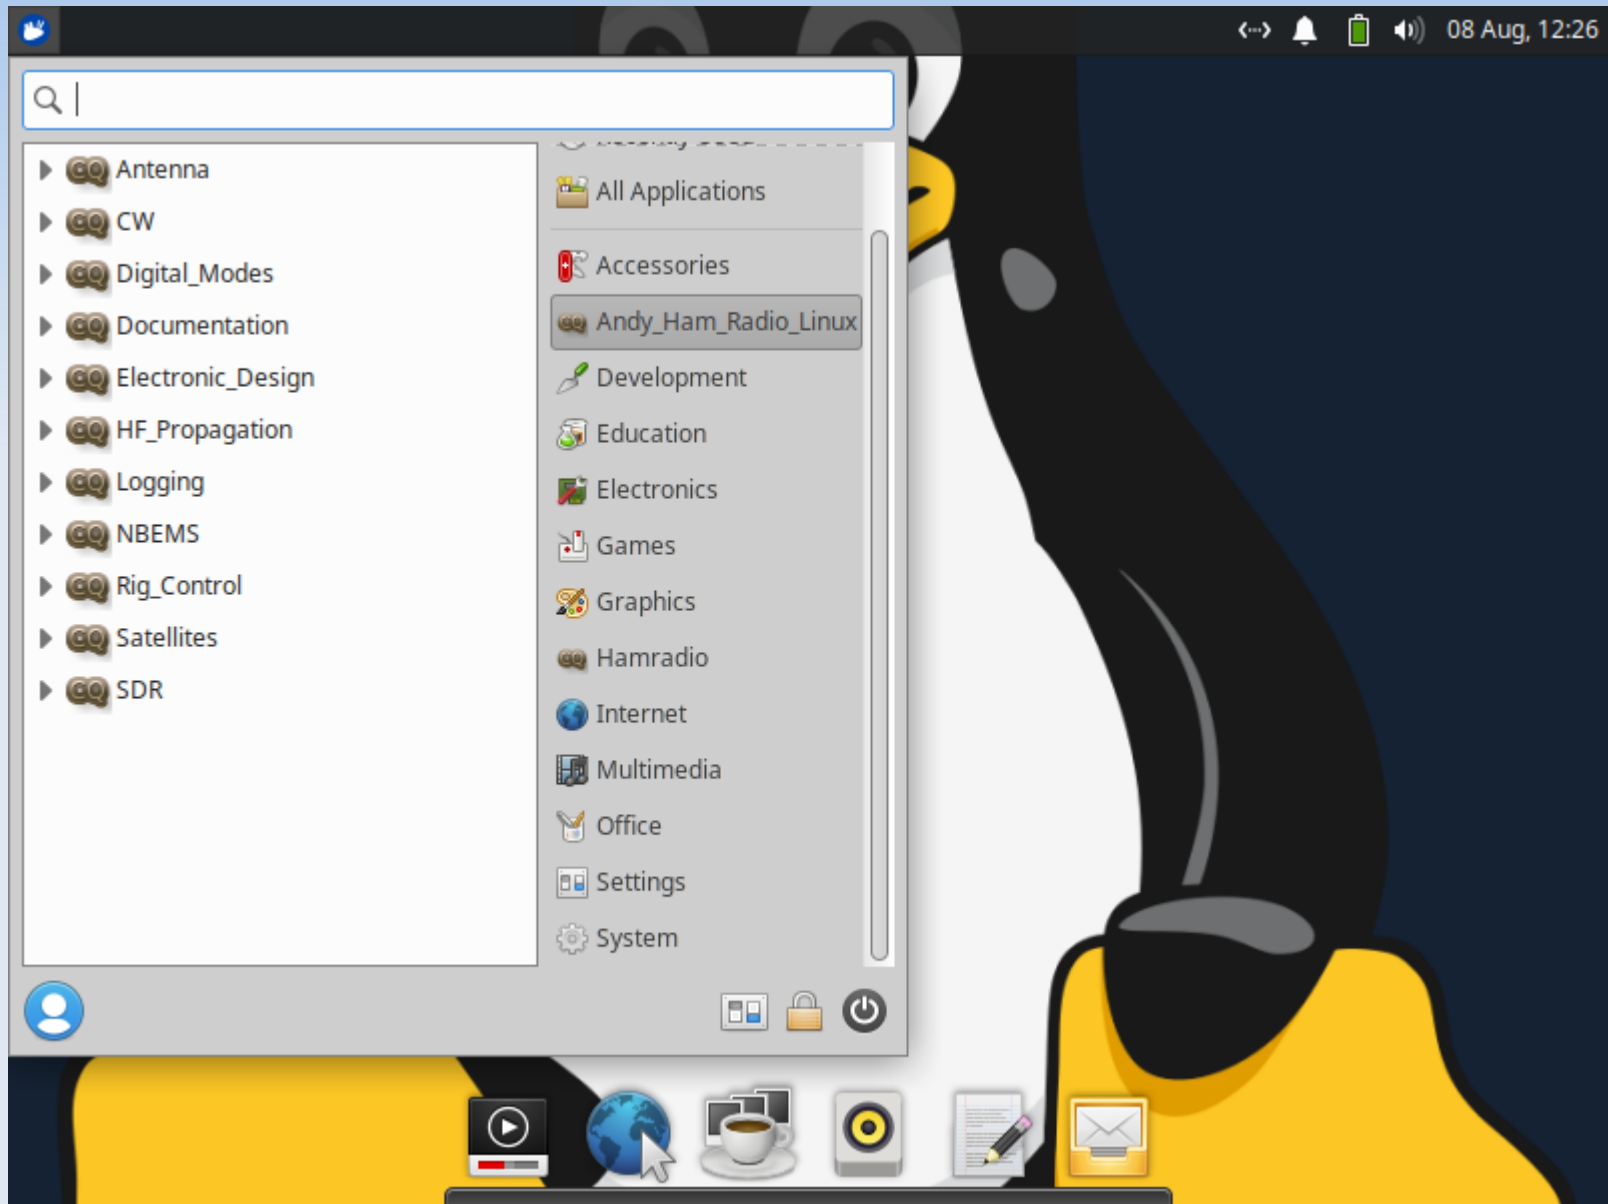 08 Aug, 12:26
Antenna
CW
Digital_Modes
Documentation
Electronic_Design
HF_Propagation
Logging
NBEMS
Rig_Control
Satellites
SDR
All Applications
Accessories
Andy_Ham_Radio_Linux
Development
Education
Electronics
Games
Graphics
Hamradio
Internet
Multimedia
Office
Settings
System